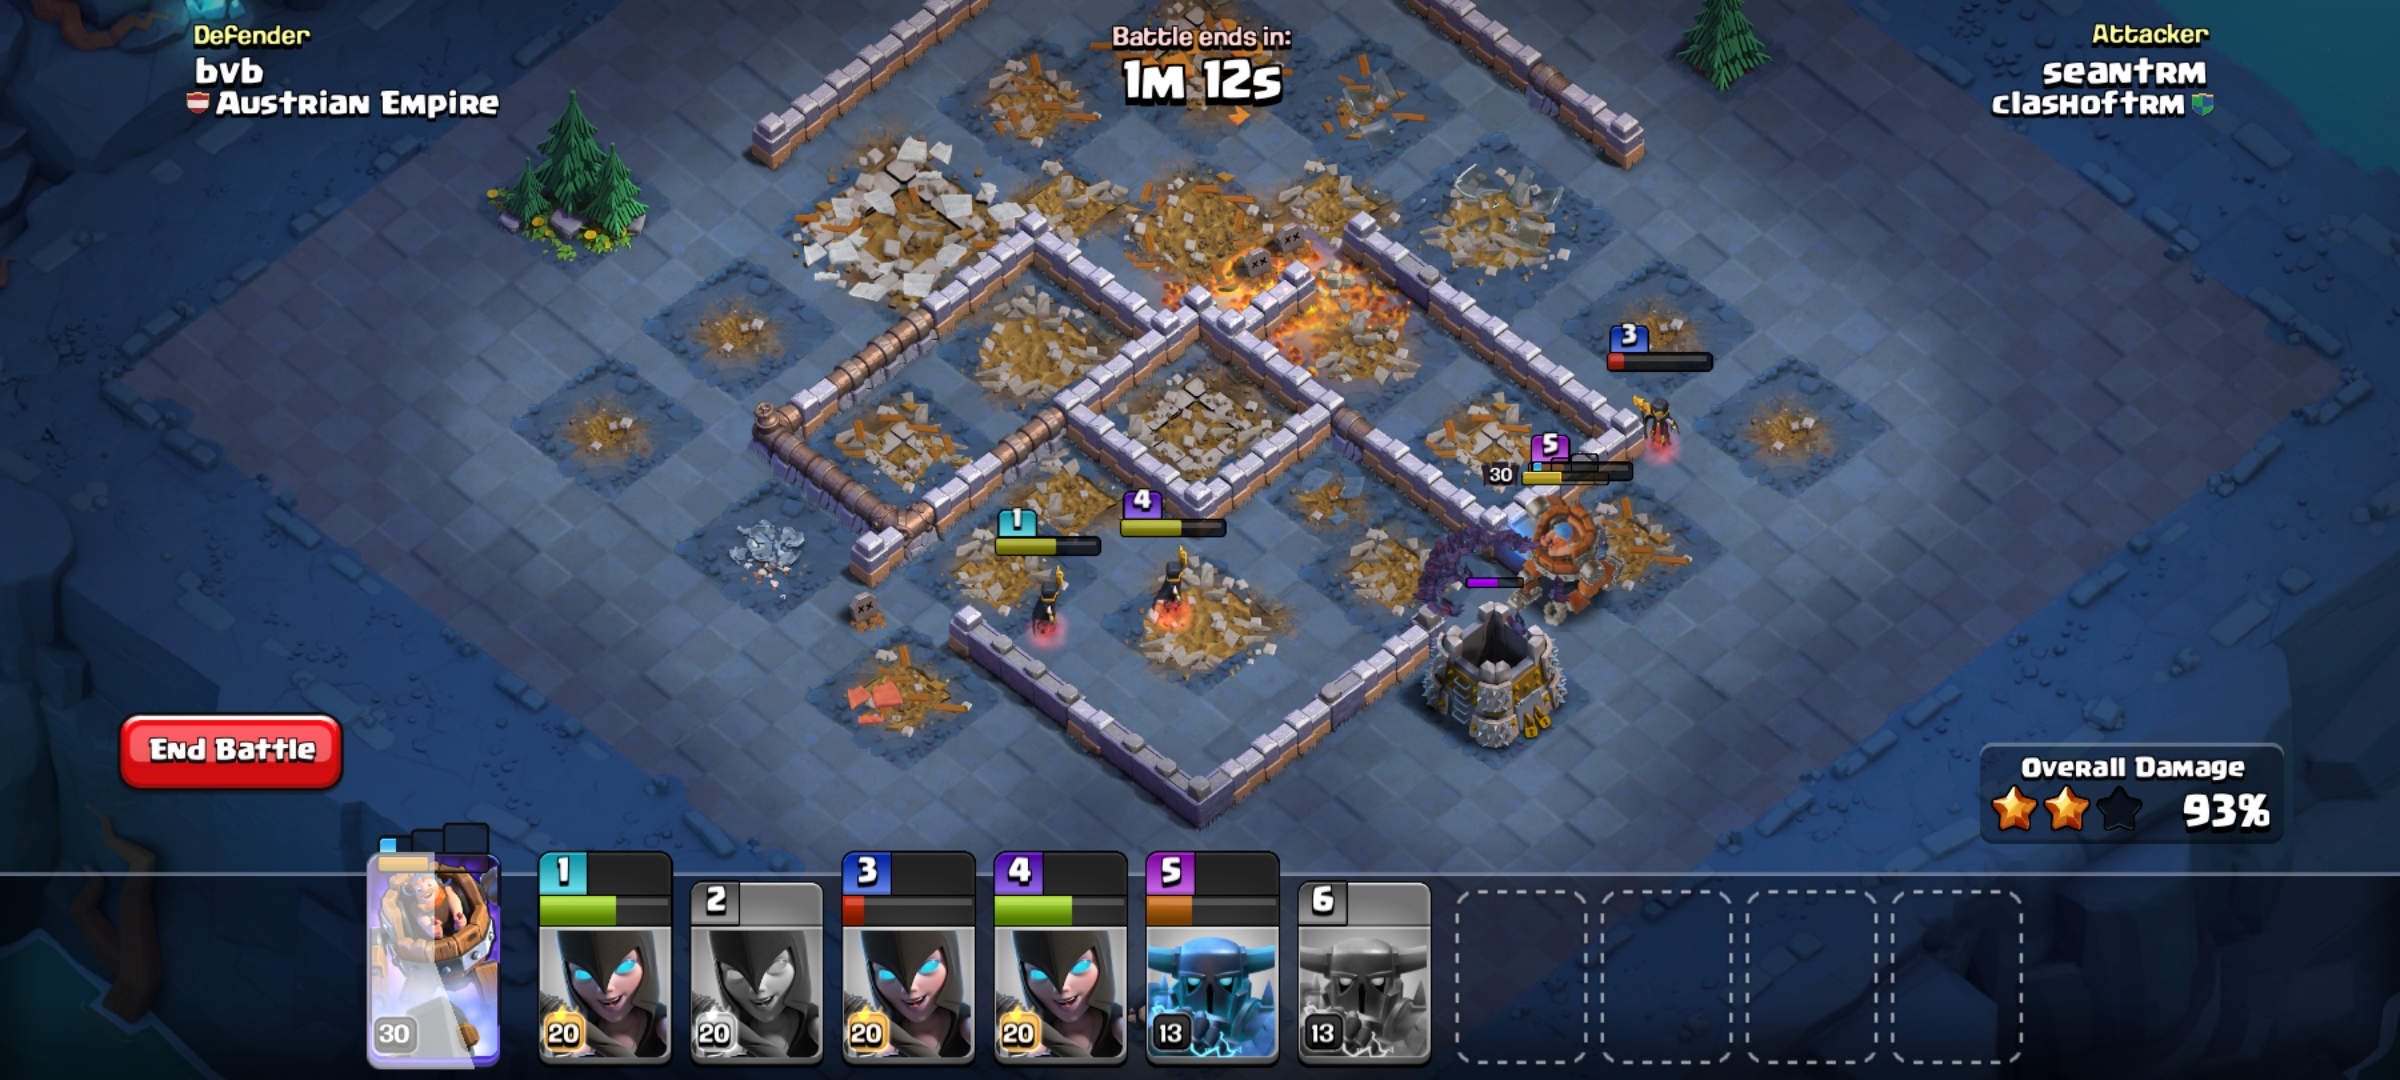 Defender
bvb
Austrian Empire
Battle ends in:
1M 12s
Attacker
seantRM
clashoftRM
3
5
30
4
1
End Battle
Overall Damage
93%
1
2
3
4
5
6
30
20
20
20
20
13
13